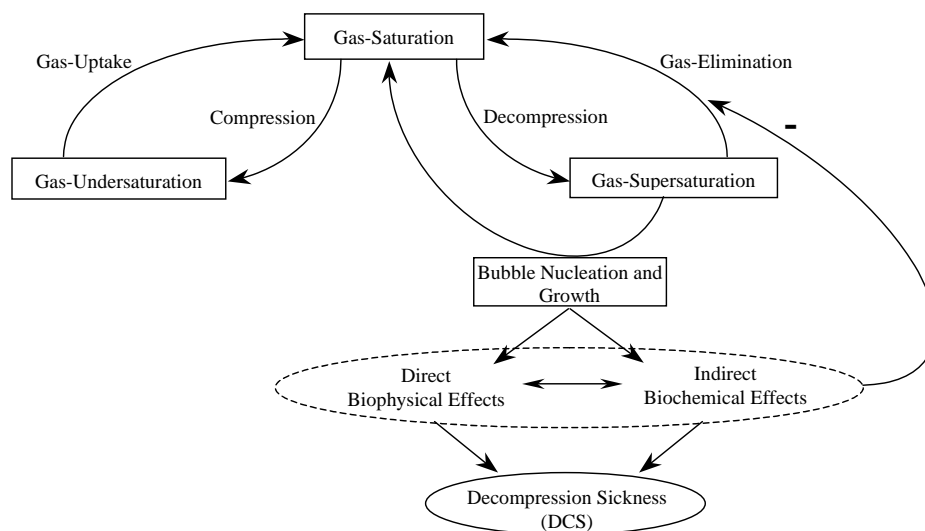 Gas-Saturation
Gas-Uptake
Gas-Elimination
Compression
Decompression
-
Gas-Undersaturation
Gas-Supersaturation
Bubble Nucleation and
Growth
Direct
Biophysical Effects
Indirect
Biochemical Effects
Decompression Sickness
(DCS)